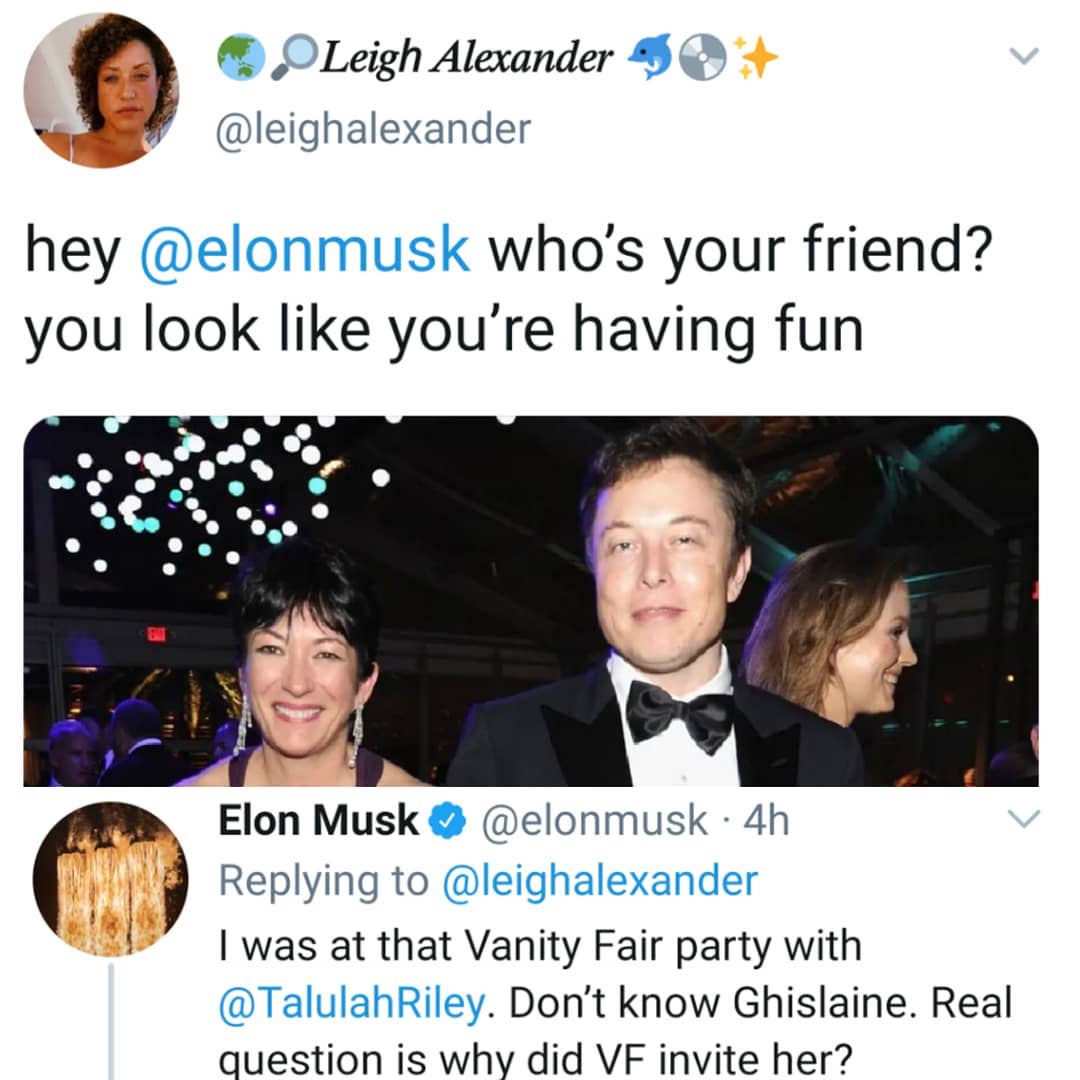 Leigh Alexander
@leighalexander
hey @elonmusk who's your friend?
you look like you're having fun
Elon Musk @elonmusk · 4h
Replying to @leighalexander
I was at that Vanity Fair party with
@TalulahRiley. Don't know Ghislaine. Real
question is why did VF invite her?